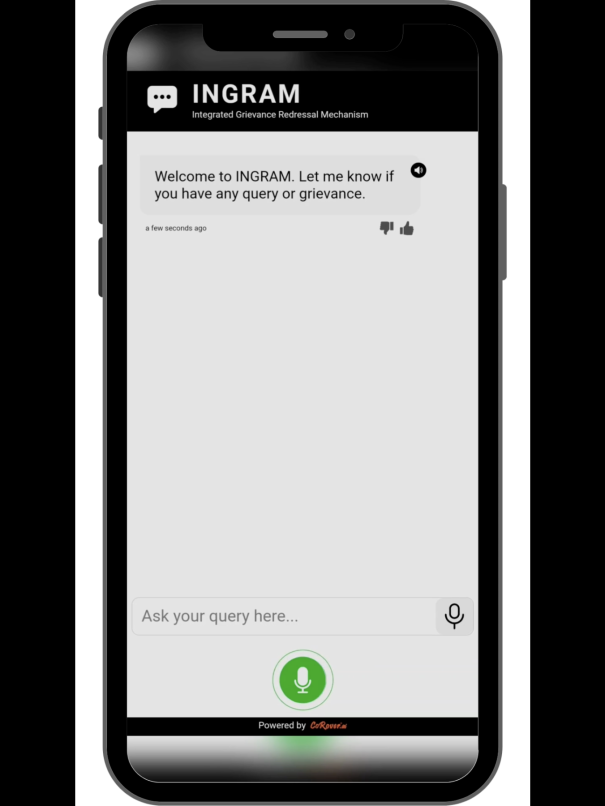 INGRAM
Integrated Grievance Redressal Mechanism
Welcome to INGRAM. Let me know if
you have any query or grievance.
a few seconds ago
Ask your query here...
Powered by CoRover.ai